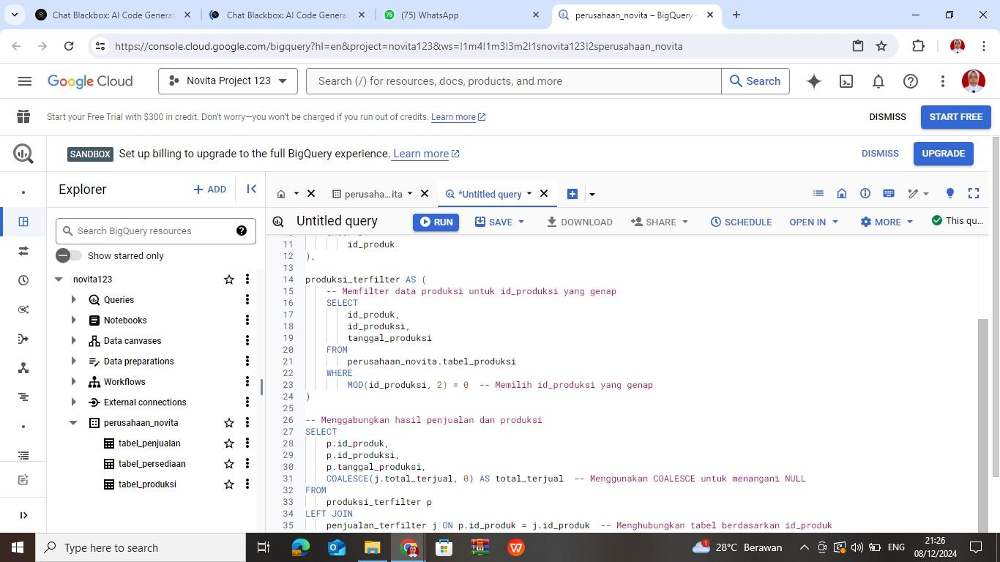 Chat Blackbox: AI Code Generat
Chat Blackbox: AI Code Generat
(75) WhatsApp
perusahaan_novita – BigQuery –
https://console.cloud.google.com/bigquery?hl=en&project=novita123&ws=!1m4!1m3!3m2!1snovita123!2sperusahaan_novita
Google Cloud
Novita Project 123
Search (/) for resources, docs, products, and more
Search
Start your Free Trial with $300 in credit. Don't worry—you won't be charged if you run out of credits. Learn more
DISMISS
START FREE
SANDBOX Set up billing to upgrade to the full BigQuery experience. Learn more
DISMISS
UPGRADE
Explorer
+ ADD
perusaha...ita
*Untitled query
Search BigQuery resources
Untitled query
RUN
SAVE
DOWNLOAD
SHARE
SCHEDULE
OPEN IN
MORE
This qu...
Show starred only
novita123
Queries
Notebooks
Data canvases
Data preparations
Workflows
External connections
perusahaan_novita
tabel_penjualan
tabel_persediaan
tabel_produksi
11 id_produk
12 ),
13
14 produksi_terfilter AS (
15 -- Memfilter data produksi untuk id_produksi yang genap
16 SELECT
17 id_produk,
18 id_produksi,
19 tanggal_produksi
20 FROM
21 perusahaan_novita.tabel_produksi
22 WHERE
23 MOD(id_produksi, 2) = 0 -- Memilih id_produksi yang genap
24 )
25
26 -- Menggabungkan hasil penjualan dan produksi
27 SELECT
28 p.id_produk,
29 p.id_produksi,
30 p.tanggal_produksi,
31 COALESCE(j.total_terjual, 0) AS total_terjual -- Menggunakan COALESCE untuk menangani NULL
32 FROM
33 produksi_terfilter p
34 LEFT JOIN
35 penjualan_terfilter j ON p.id_produk = j.id_produk -- Menghubungkan tabel berdasarkan id_produk
Type here to search
28°C Berawan
ENG
21:26
08/12/2024